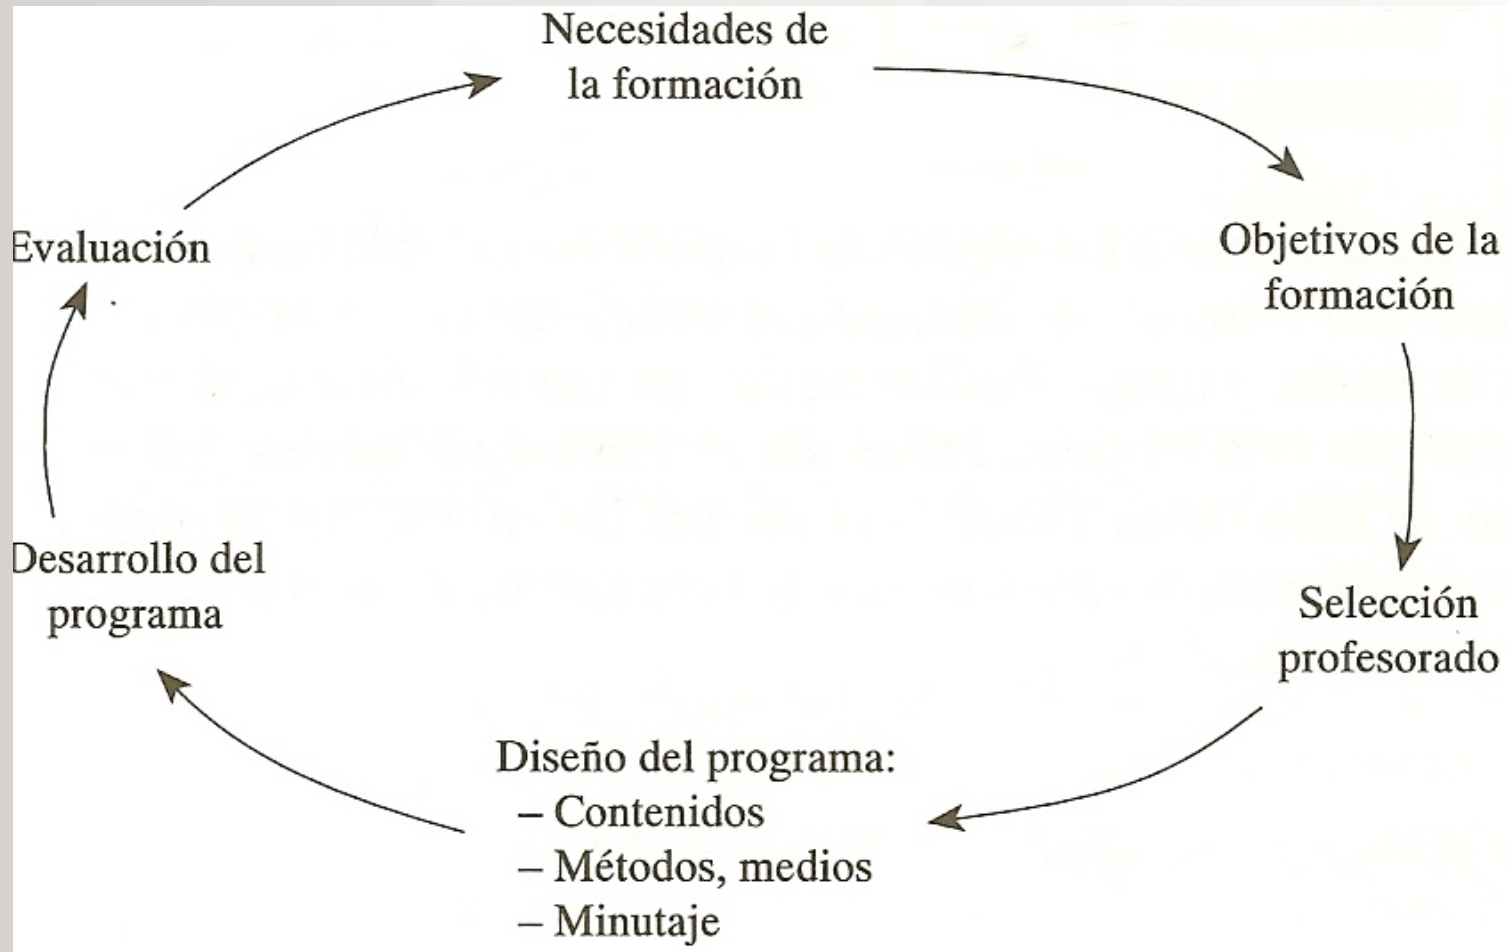 Necesidades de
la formación
Objetivos de la
formación
Selección
profesorado
Diseño del programa:
– Contenidos
– Métodos, medios
– Minutaje
Desarrollo del
programa
Evaluación